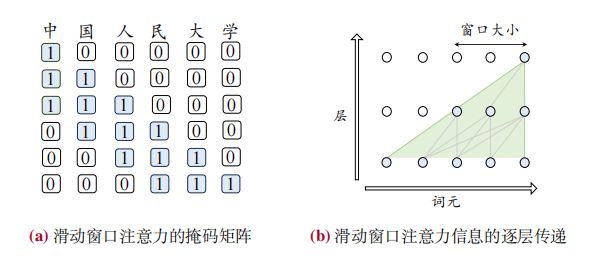 中 国 人 民 大 学
1 0 0 0 0 0
1 1 0 0 0 0
1 1 1 0 0 0
0 1 1 1 0 0
0 0 1 1 1 0
0 0 0 1 1 1
(a) 滑动窗口注意力的掩码矩阵
窗口大小
层
词元
(b) 滑动窗口注意力信息的逐层传递